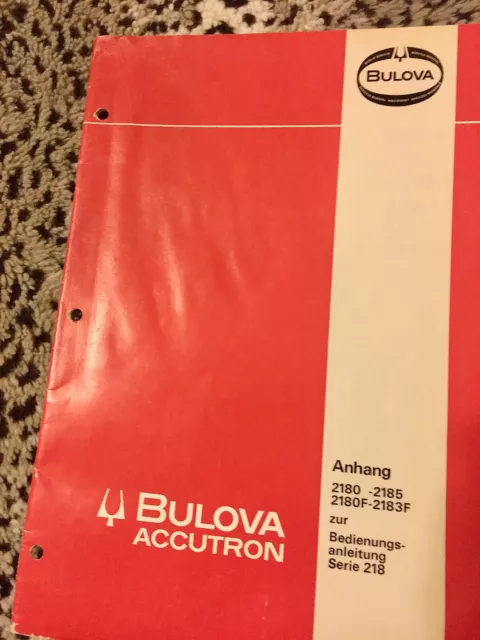 BULOVA
Anhang
2180 -2185
2180F-2183F
zur
Bedienungs-
anleitung
Serie 218
BULOVA
ACCUTRON